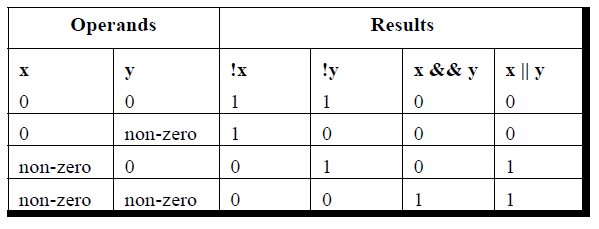 Operands Results
x y !x !y x && y x || y
0 0 1 1 0 0
0 non-zero 1 0 0 0
non-zero 0 0 1 0 1
non-zero non-zero 0 0 1 1